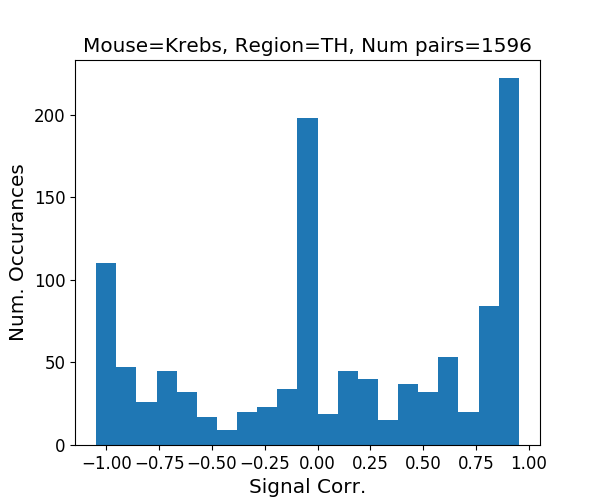 Mouse=Krebs, Region=TH, Num pairs=1596
Num. Occurances
200
150
100
50
0
−1.00 −0.75 −0.50 −0.25 0.00 0.25 0.50 0.75 1.00
Signal Corr.